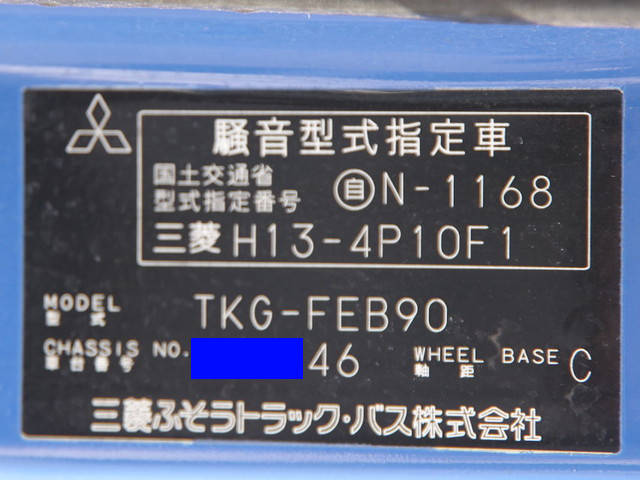 騒音型式指定車
国土交通省
型式指定番号 自N-1168
三菱 H13-4P10F1
MODEL TKG-FEB90
型式
CHASSIS NO. 46 WHEEL BASE C
車台番号 軸距
三菱ふそうトラック・バス株式会社